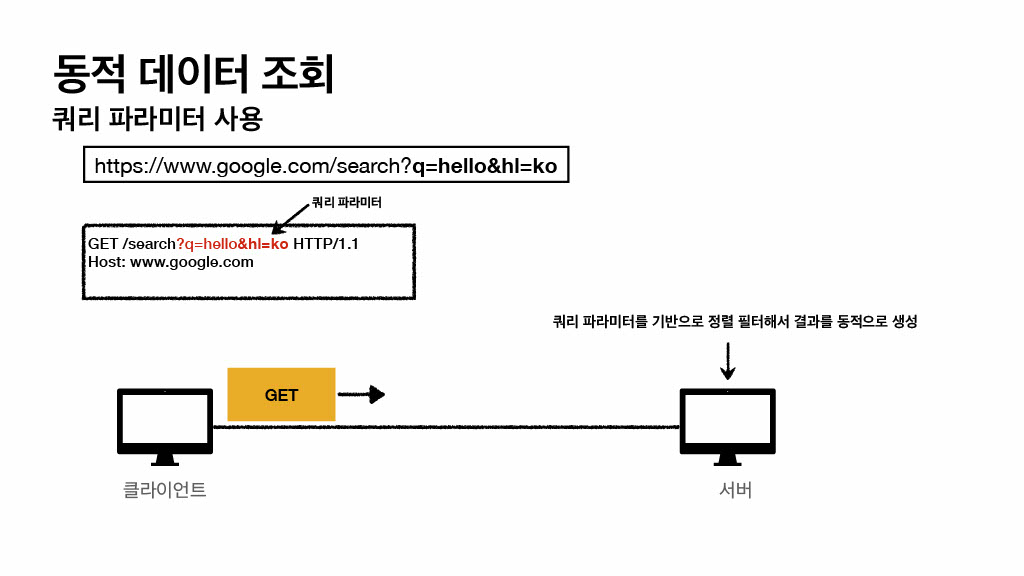 동적 데이터 조회
쿼리 파라미터 사용
https://www.google.com/search?q=hello&hl=ko
쿼리 파라미터
GET /search?q=hello&hl=ko HTTP/1.1
Host: www.google.com
쿼리 파라미터를 기반으로 정렬 필터해서 결과를 동적으로 생성
GET
클라이언트
서버